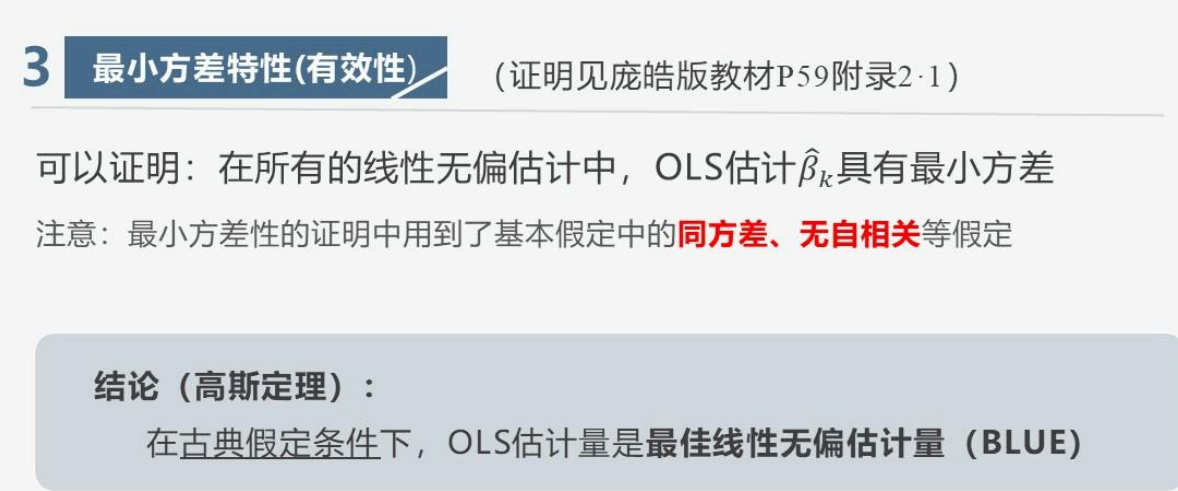 3 最小方差特性(有效性) (证明见庞皓版教材P59附录2·1)
可以证明：在所有的线性无偏估计中，OLS估计β̂ₖ具有最小方差
注意：最小方差性的证明中用到了基本假定中的同方差、无自相关等假定
结论（高斯定理）：
在古典假定条件下，OLS估计量是最佳线性无偏估计量（BLUE）